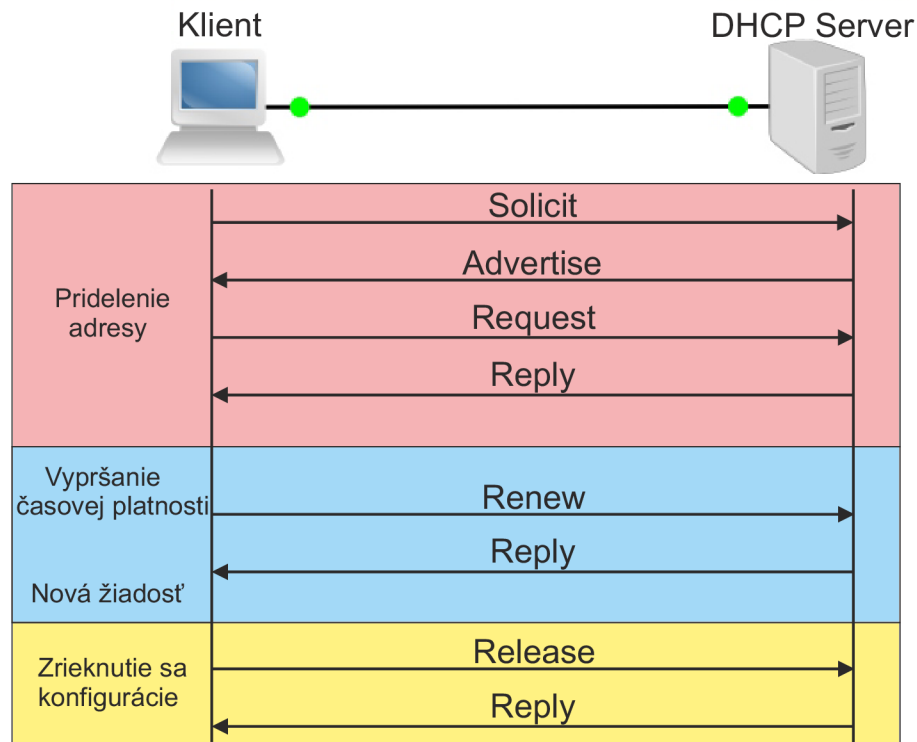 Klient
DHCP Server
Solicit
Advertise
Pridelenie
adresy
Request
Reply
Vypršanie
časovej platnosti
Renew
Reply
Nová žiadosť
Zrieknutie sa
konfigurácie
Release
Reply